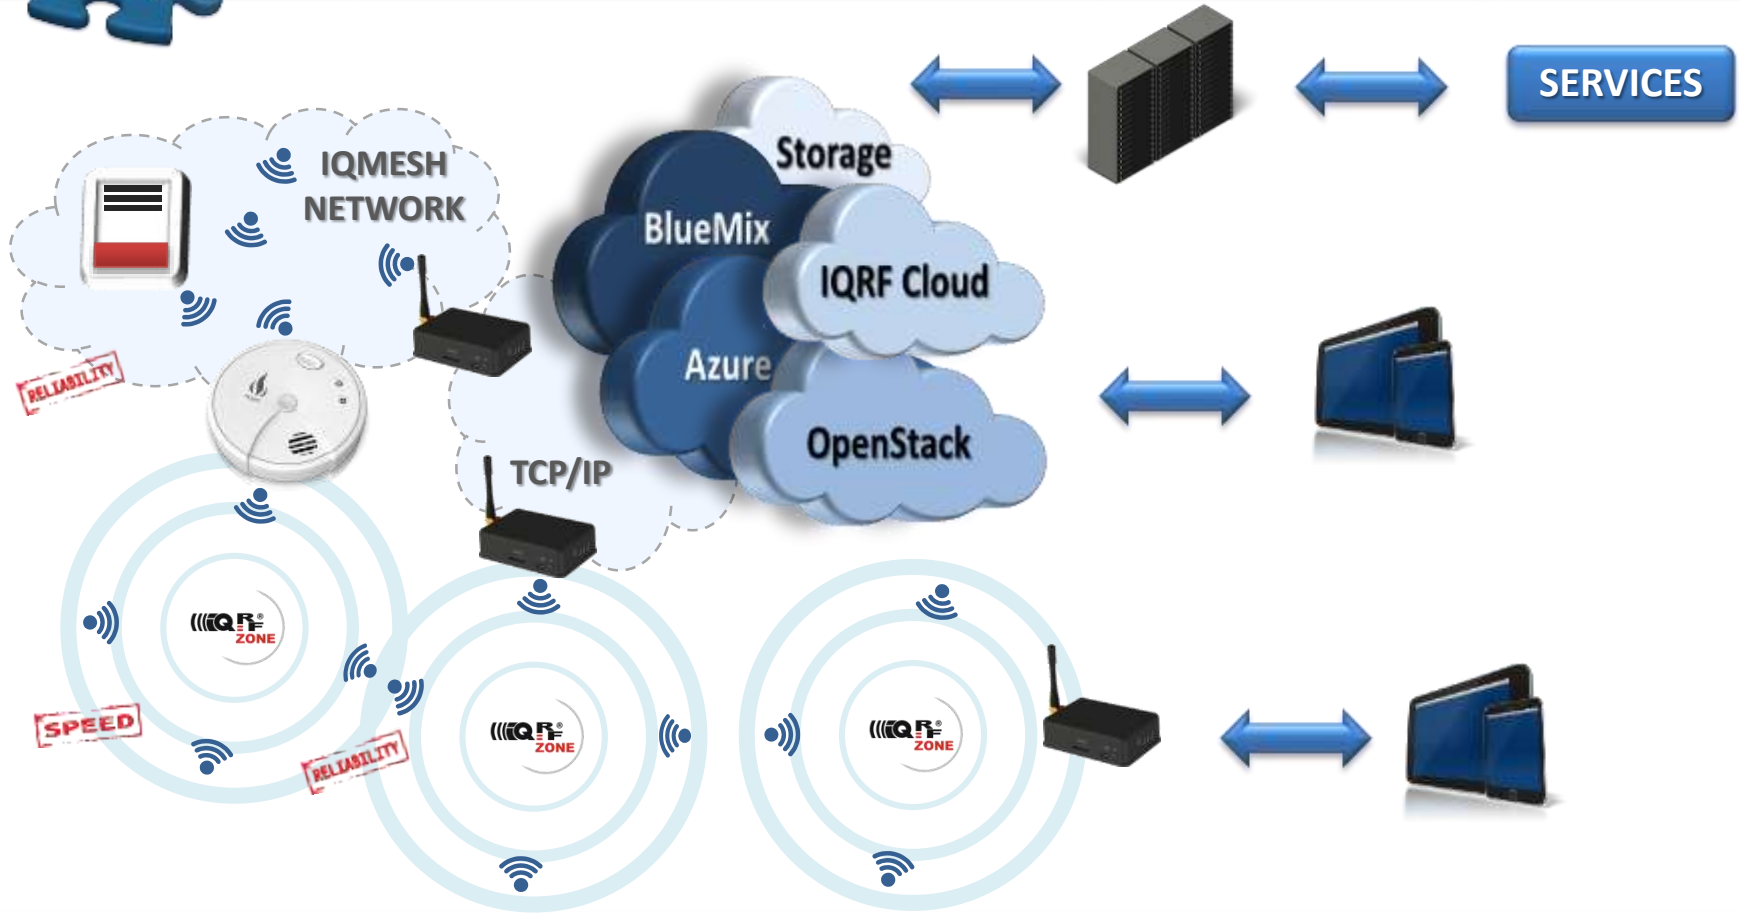 SERVICES
Storage
IQMESH
NETWORK
BlueMix
IQRF Cloud
Azure
RELIABILITY
OpenStack
TCP/IP
IQRF®
ZONE
SPEED
RELIABILITY
IQRF®
ZONE
IQRF®
ZONE